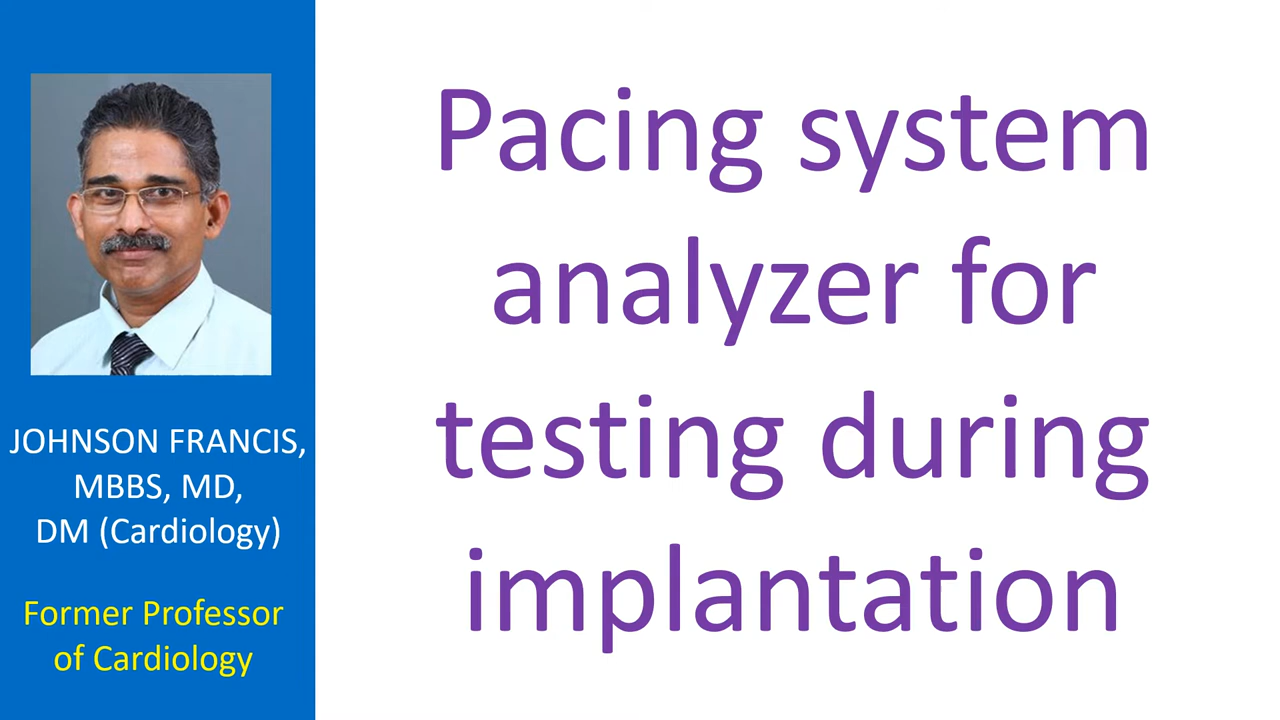 JOHNSON FRANCIS,
MBBS, MD,
DM (Cardiology)
Former Professor
of Cardiology
Pacing system
analyzer for
testing during
implantation